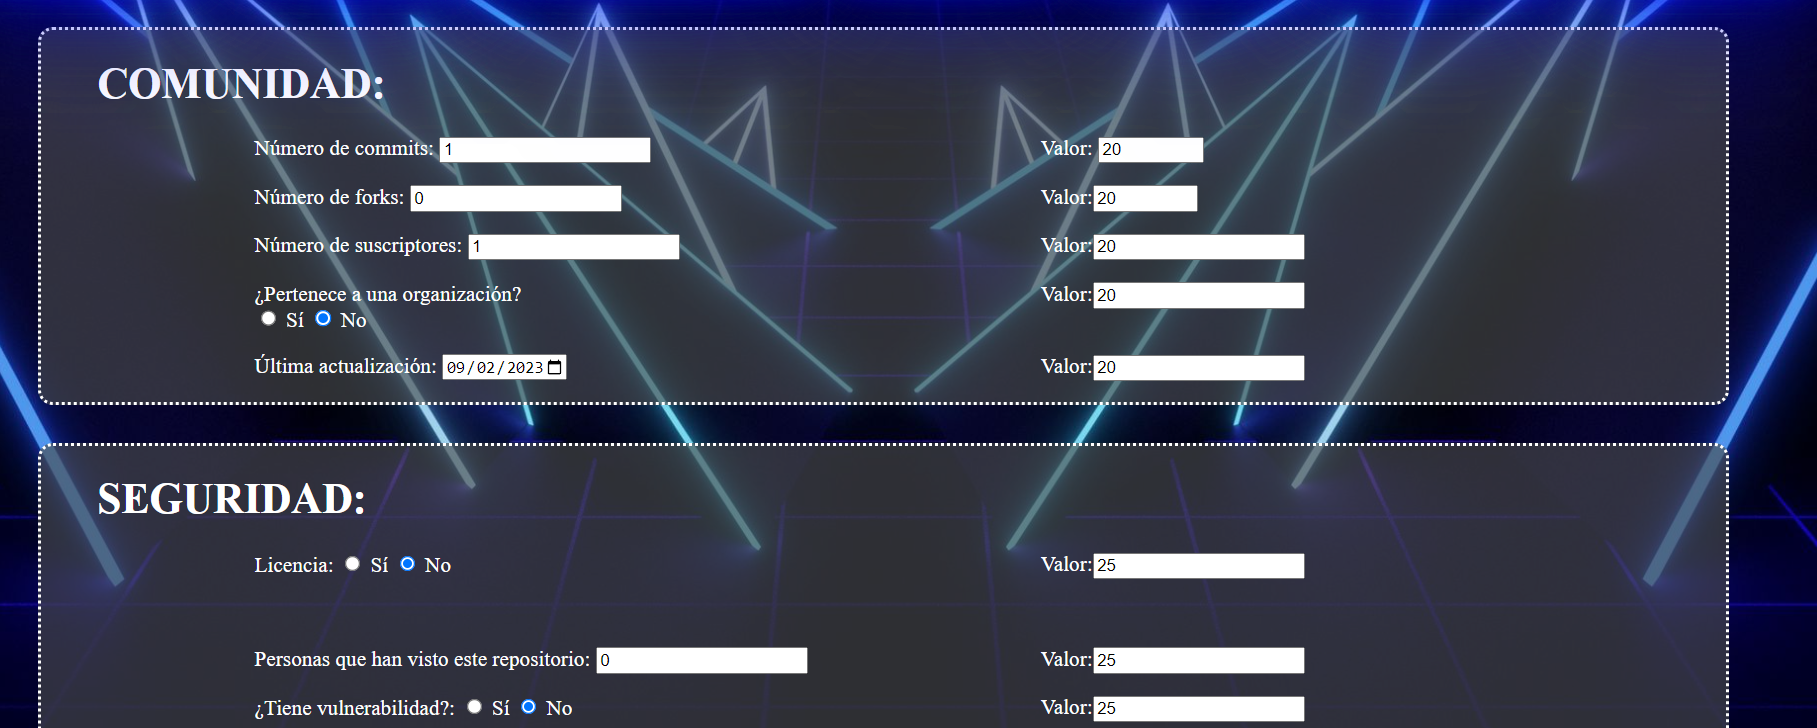 COMUNIDAD:
Número de commits: 1 Valor: 20
Número de forks: 0 Valor: 20
Número de suscriptores: 1 Valor: 20
¿Pertenece a una organización? Valor: 20
Sí No
Última actualización: 09/02/2023 Valor: 20
SEGURIDAD:
Licencia: Sí No Valor: 25
Personas que han visto este repositorio: 0 Valor: 25
¿Tiene vulnerabilidad?: Sí No Valor: 25